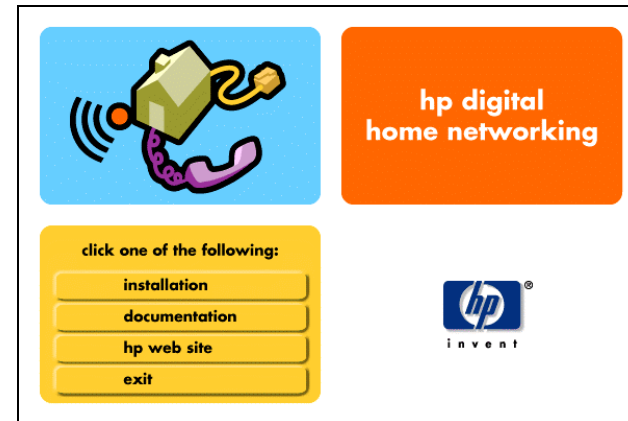 hp digital
home networking
click one of the following:
installation
documentation
hp web site
exit
hp ®
invent